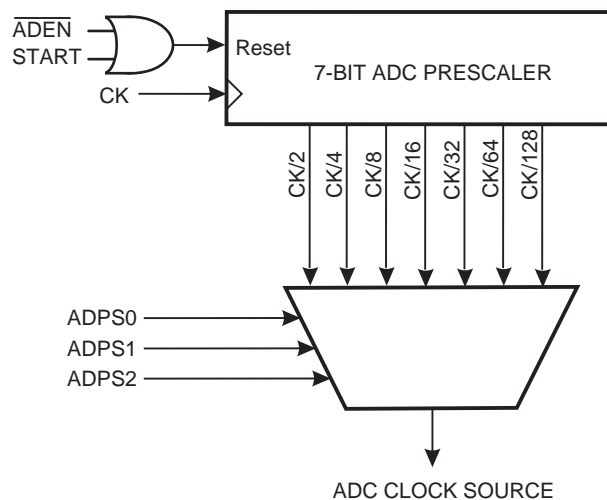 ADEN
START
Reset
7-BIT ADC PRESCALER
CK
CK/2
CK/4
CK/8
CK/16
CK/32
CK/64
CK/128
ADPS0
ADPS1
ADPS2
ADC CLOCK SOURCE